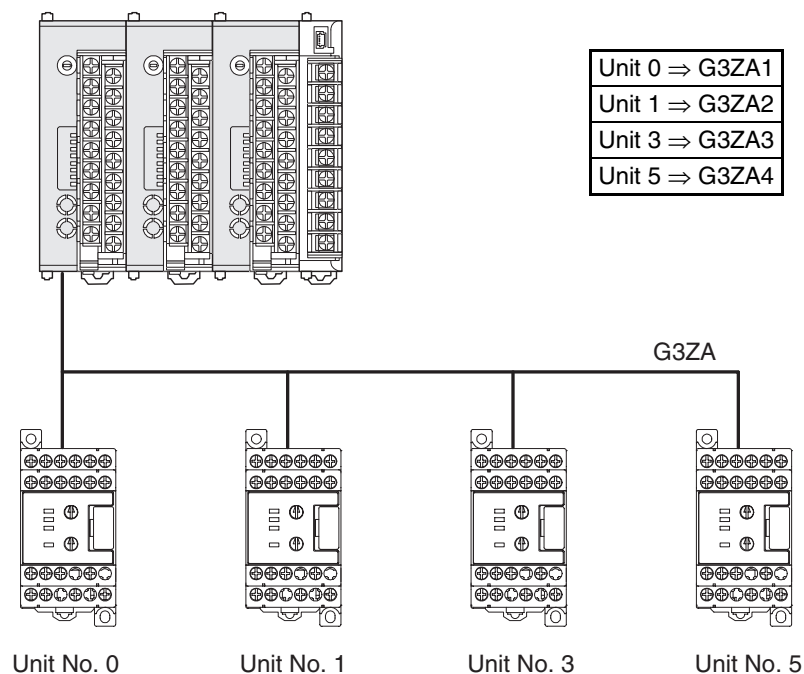 Unit 0 ⇒ G3ZA1
Unit 1 ⇒ G3ZA2
Unit 3 ⇒ G3ZA3
Unit 5 ⇒ G3ZA4
G3ZA
Unit No. 0
Unit No. 1
Unit No. 3
Unit No. 5